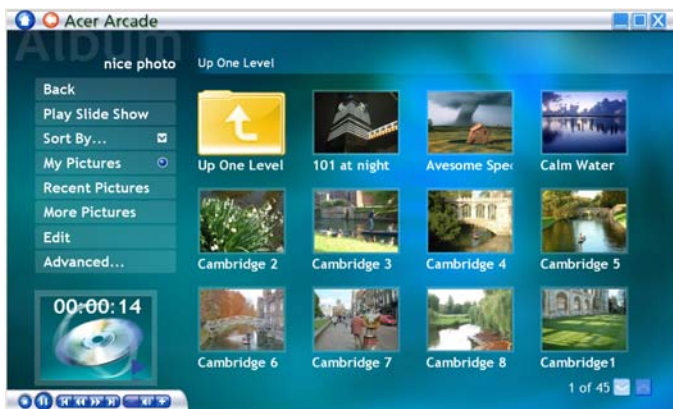 Acer Arcade
Album
nice photo
Up One Level
Back
Play Slide Show
Sort By...
My Pictures
Recent Pictures
More Pictures
Edit
Advanced...
00:00:14
Up One Level
101 at night
Avesome Spe
Calm Water
Cambridge 2
Cambridge 3
Cambridge 4
Cambridge 5
Cambridge 6
Cambridge 7
Cambridge 8
Cambridge1
1 of 45